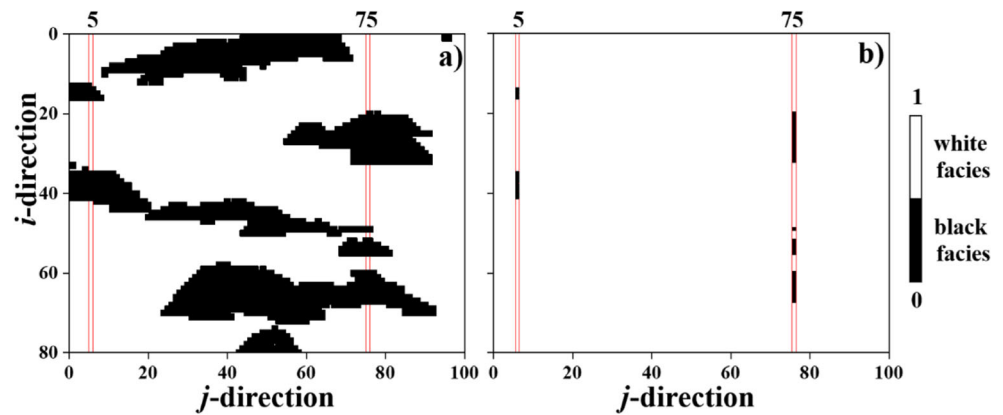 5 75 5 75
a) b)
0
20
40
60
80
i-direction
0 20 40 60 80 100
j-direction
0 20 40 60 80 100
j-direction
1
white
facies
black
facies
0